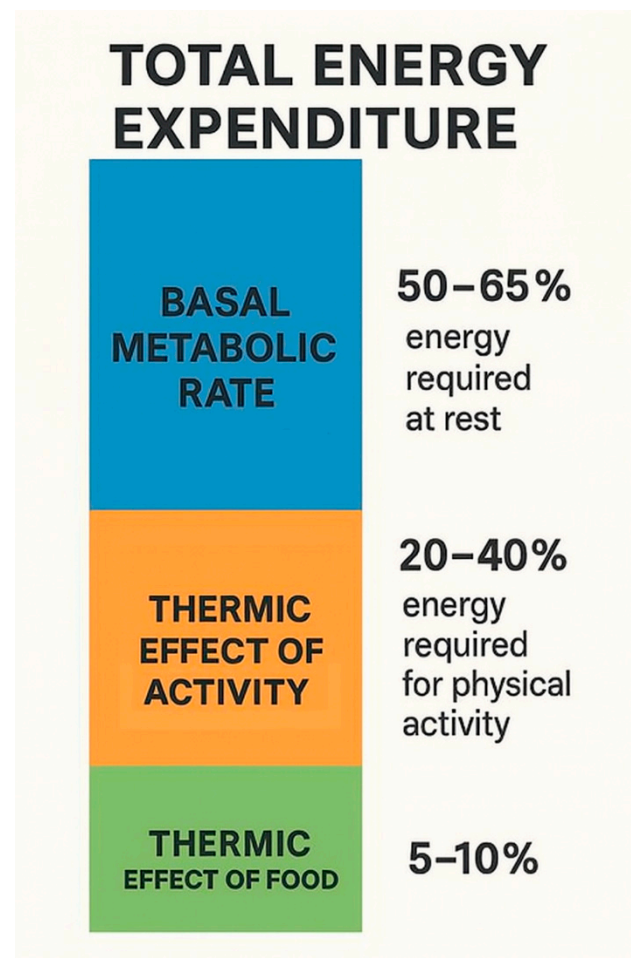 TOTAL ENERGY
EXPENDITURE
BASAL
METABOLIC
RATE
50–65%
energy
required
at rest
THERMIC
EFFECT OF
ACTIVITY
20–40%
energy
required
for physical
activity
THERMIC
EFFECT OF FOOD
5–10%